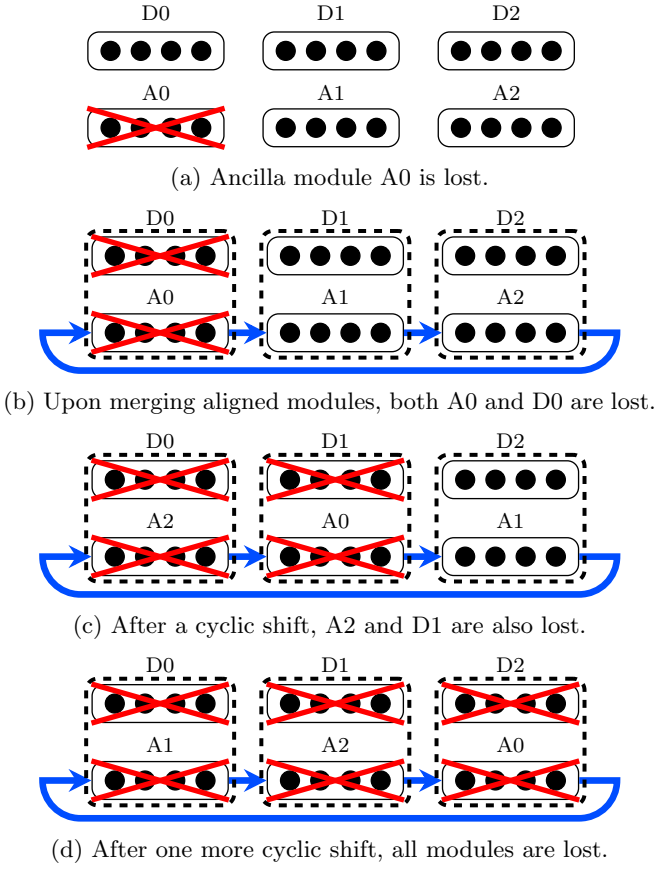 D0 D1 D2
A0 A1 A2
(a) Ancilla module A0 is lost.
D0 D1 D2
A0 A1 A2
(b) Upon merging aligned modules, both A0 and D0 are lost.
D0 D1 D2
A2 A0 A1
(c) After a cyclic shift, A2 and D1 are also lost.
D0 D1 D2
A1 A2 A0
(d) After one more cyclic shift, all modules are lost.